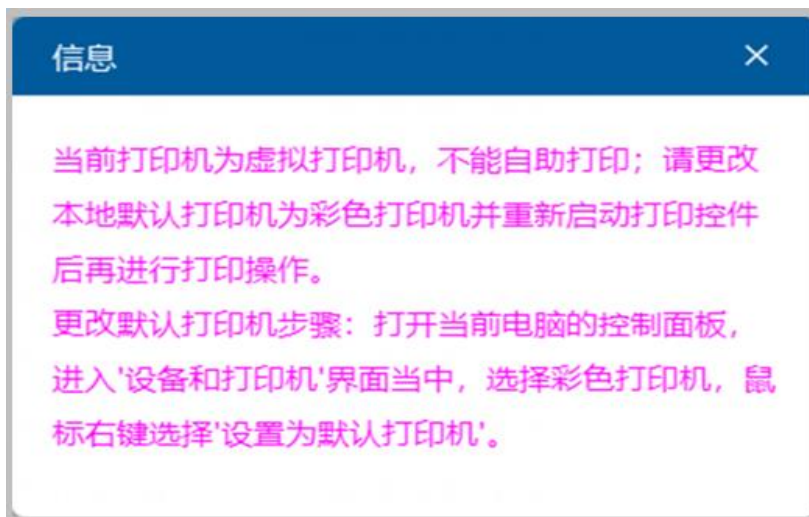 信息
当前打印机为虚拟打印机，不能自助打印；请更改
本地默认打印机为彩色打印机并重新启动打印控件
后再进行打印操作。
更改默认打印机步骤：打开当前电脑的控制面板，
进入'设备和打印机'界面当中，选择彩色打印机，鼠
标右键选择'设置为默认打印机'。